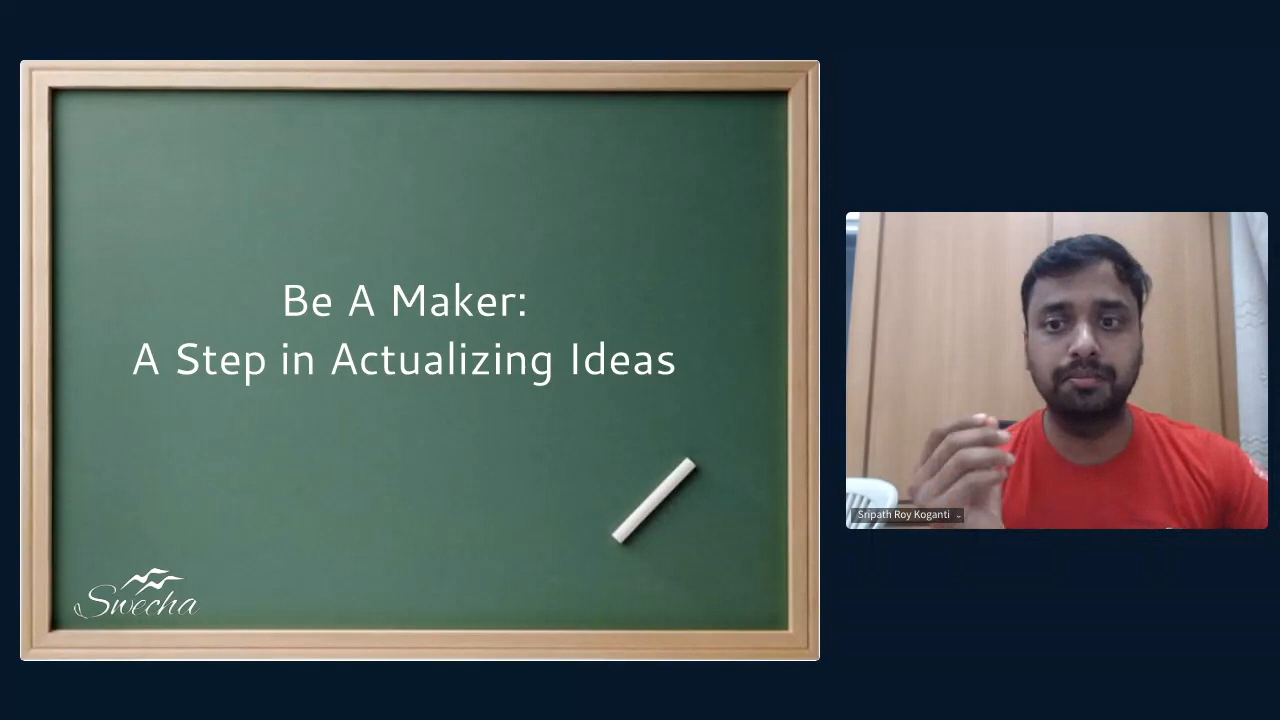 Be A Maker:
A Step in Actualizing Ideas
Swecha
Sripath Roy Koganti